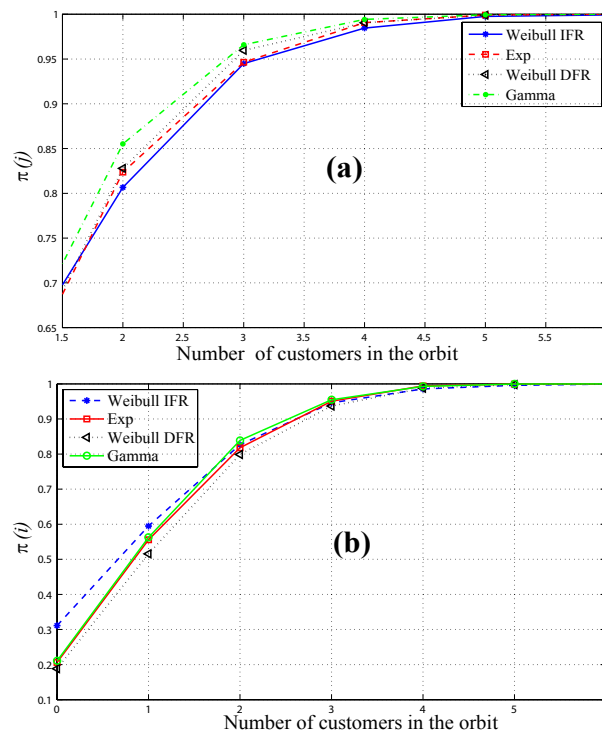 1
0.95
0.9
0.85
0.8
0.75
0.7
0.65
π(j)
Weibull IFR
Exp
Weibull DFR
Gamma
(a)
1.5 2 2.5 3 3.5 4 4.5 5 5.5
Number of customers in the orbit
1
0.9
0.8
0.7
0.6
0.5
0.4
0.3
0.2
0.1
π(i)
Weibull IFR
Exp
Weibull DFR
Gamma
(b)
0 1 2 3 4 5
Number of customers in the orbit